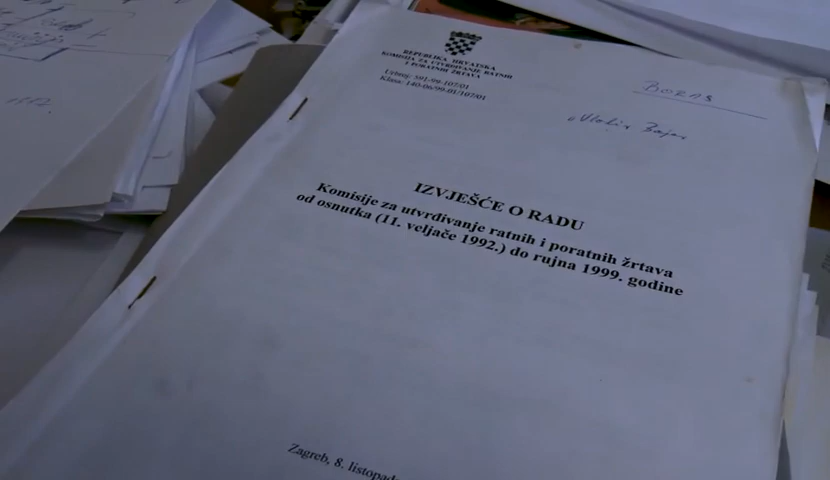 REPUBLIKA HRVATSKA
KOMISIJA ZA UTVRĐIVANJE RATNIH
I PORATNIH ŽRTAVA
Urbroj: 591/99-107/01
Klasa: 140-06/99-01/107/01
BORAS
IZVJEŠĆE O RADU
Komisije za utvrđivanje ratnih i poratnih žrtava
od osnutka (11. veljače 1992.) do rujna 1999. godine
Zagreb, 8. listopada